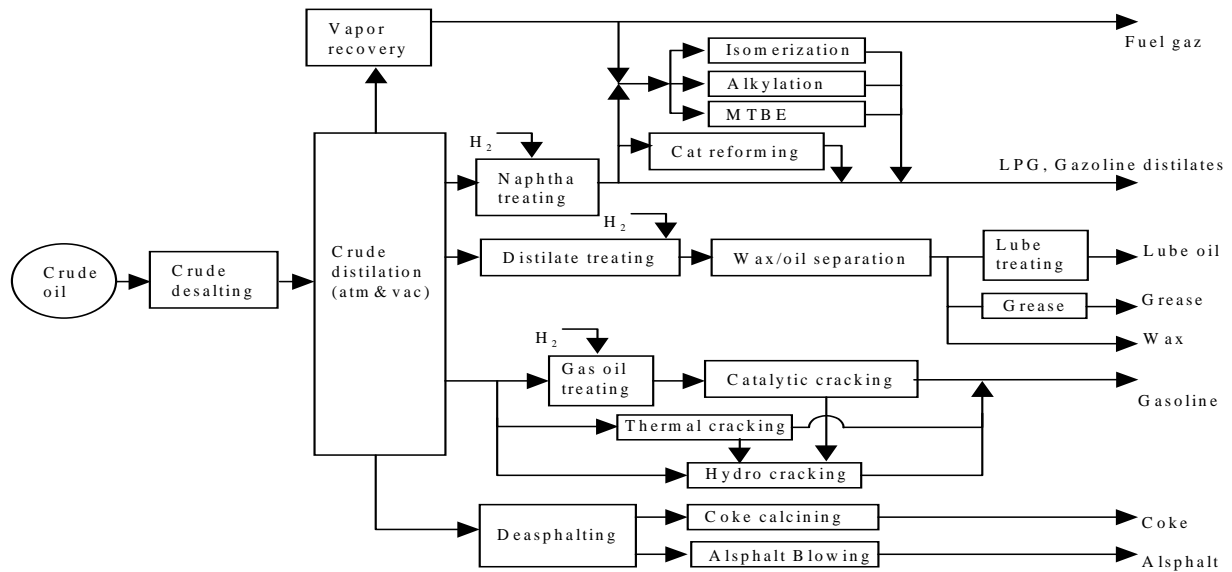 Vapor
recovery
Fuel gaz
Isomerization
Alkylation
MTBE
Cat reforming
LPG, Gazoline distilates
H2
Naphtha
treating
H2
Distilate treating
Wax/oil separation
Lube
treating
Lube oil
Grease
Grease
Wax
Crude
oil
Crude
desalting
Crude
distilation
(atm&vac)
H2
Gas oil
treating
Catalytic cracking
Gasoline
Thermal cracking
Hydro cracking
Deasphalting
Coke calcining
Coke
Alsphalt Blowing
Alsphalt